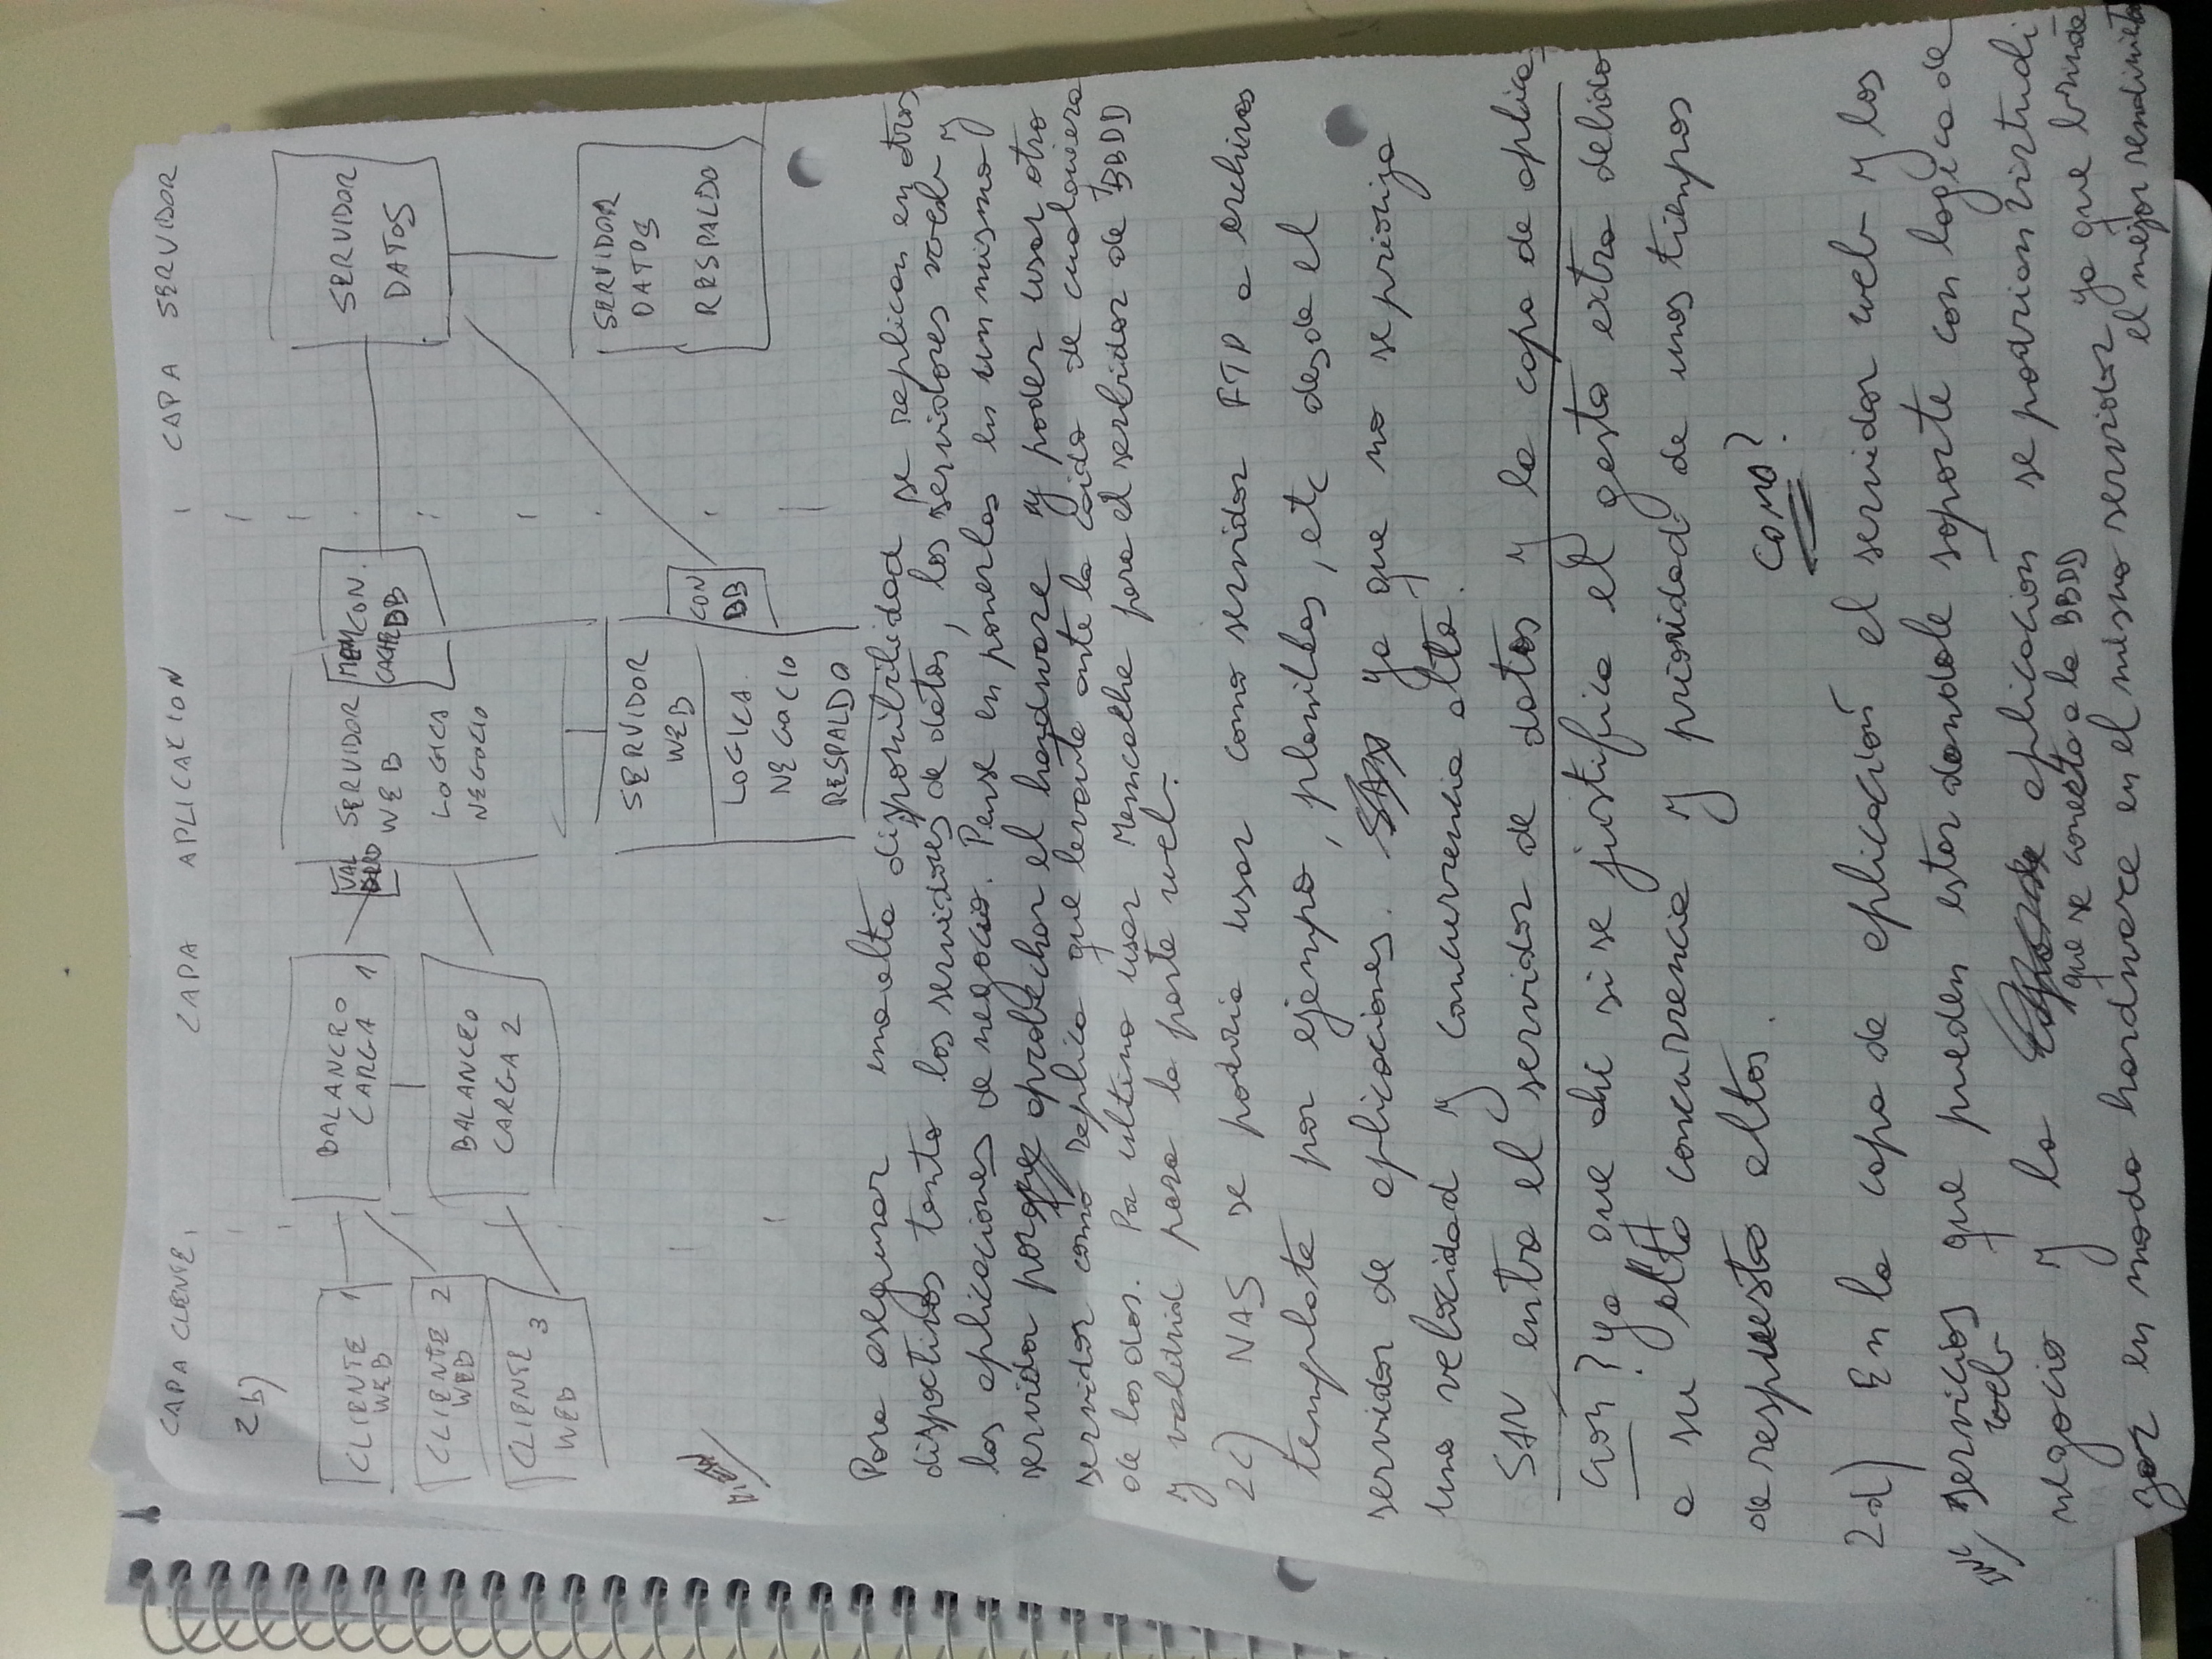 CAPA CLIENTE
CAPA APLICACION
CAPA SERVIDOR
2b)
CLIENTE 1
WEB
CLIENTE 2
WEB
CLIENTE 3
WEB
BALANCEO
CARGA 1
BALANCEO
CARGA 2
VAL
SERVIDOR
WEB
LOGICA
NEGOCIO
MEM
CACHE
CON.
BB
SERVIDOR
DATOS
SERVIDOR
WEB
LOGICA
NEGOCIO
RESPALDO
CON
BB
SERVIDOR
DATOS
RESPALDO
BIEN
Para asegurar una alta disponibilidad se replican en otros
dispoctivos tanto los servidores de datos, los servidores web y
las aplicaciones de negocio. Pense en ponerlas en un mismo
servidor aprobechar el hardware y poder usar otro
servidor como replica que levante ante la caida de cualquiera
de los dos. Por ultimo usar Memcache para el serbidor de BBDD
y valdrid para la parte web.
2c) NAS se podria usar como servidor FTP a archivos
template por ejempo, planillas, etc desde el
servidor de aplicaciones. SAN ya que no se prioriza
una velocidad y concurrencia alta.
SAN entre el servidor de datos y la capa de aplica
cion? ya que ahi si se justifica el gasto extra debido
a su alta concurrencia y prioridad de unos tiempos
de respuesta altos.
COMO?
2d) En la capa de aplicación el servidor web y los
INC
servicios que pueden estar dandole soporte con logica de
web
negocio y la capa de aplicacion se podrian virtuali
que se conecta a la BBDD
zar en modo hardware en el mismo servidor ya que brinda
el mejor rendimiento